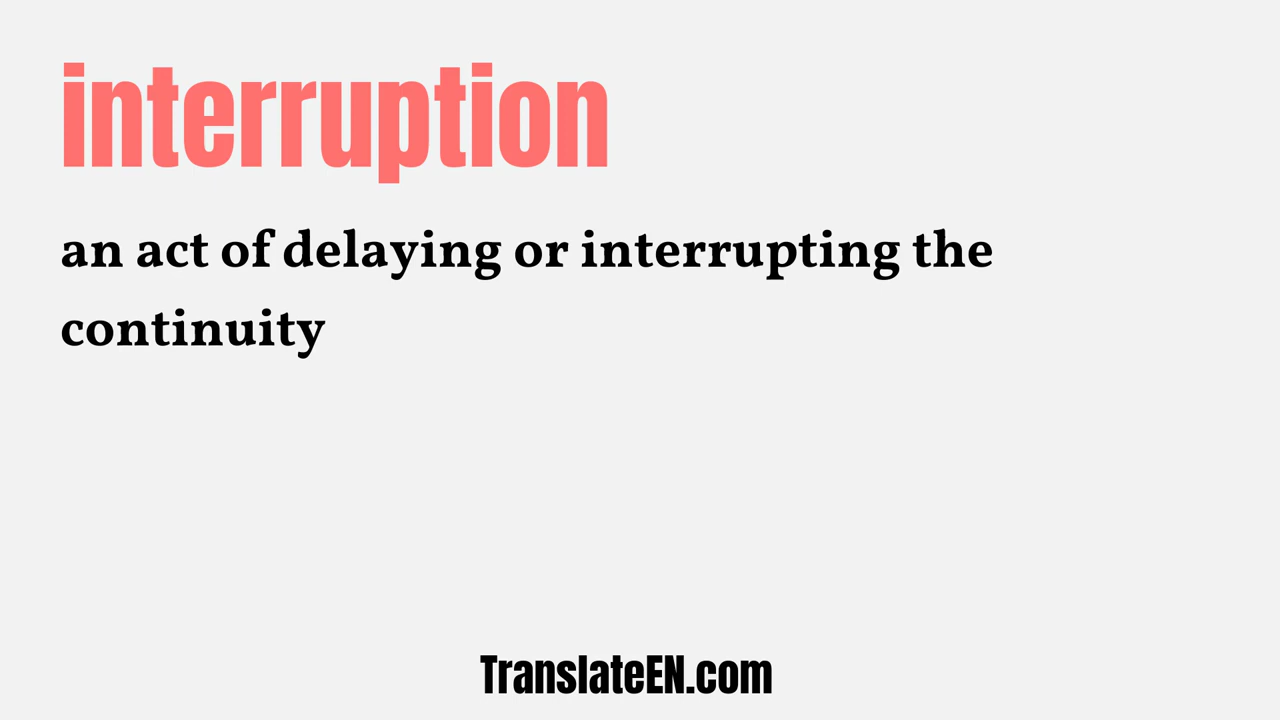 interruption
an act of delaying or interrupting the
continuity
TranslateEN.com